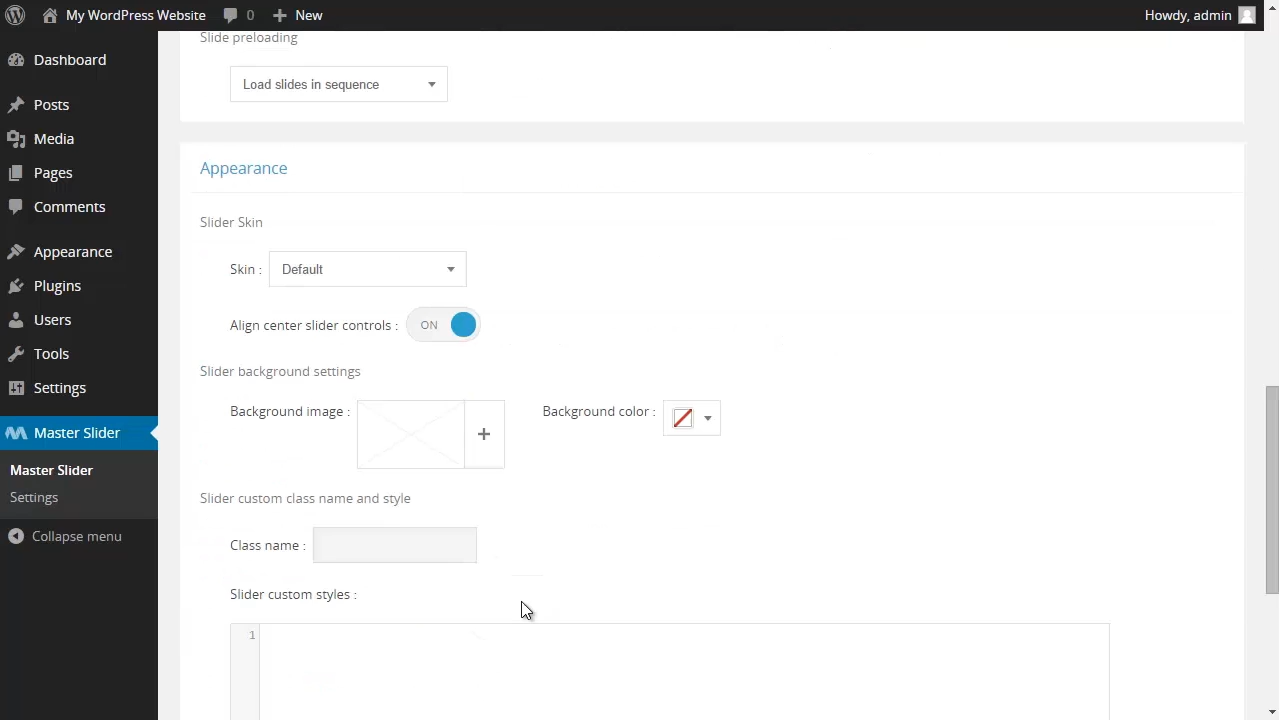 My WordPress Website 0 New Howdy, admin
Dashboard
Posts
Media
Pages
Comments
Appearance
Plugins
Users
Tools
Settings
Master Slider
Master Slider
Settings
Collapse menu
Slide preloading
Load slides in sequence
Appearance
Slider Skin
Skin : Default
Align center slider controls : ON
Slider background settings
Background image : Background color :
Slider custom class name and style
Class name :
Slider custom styles :
1